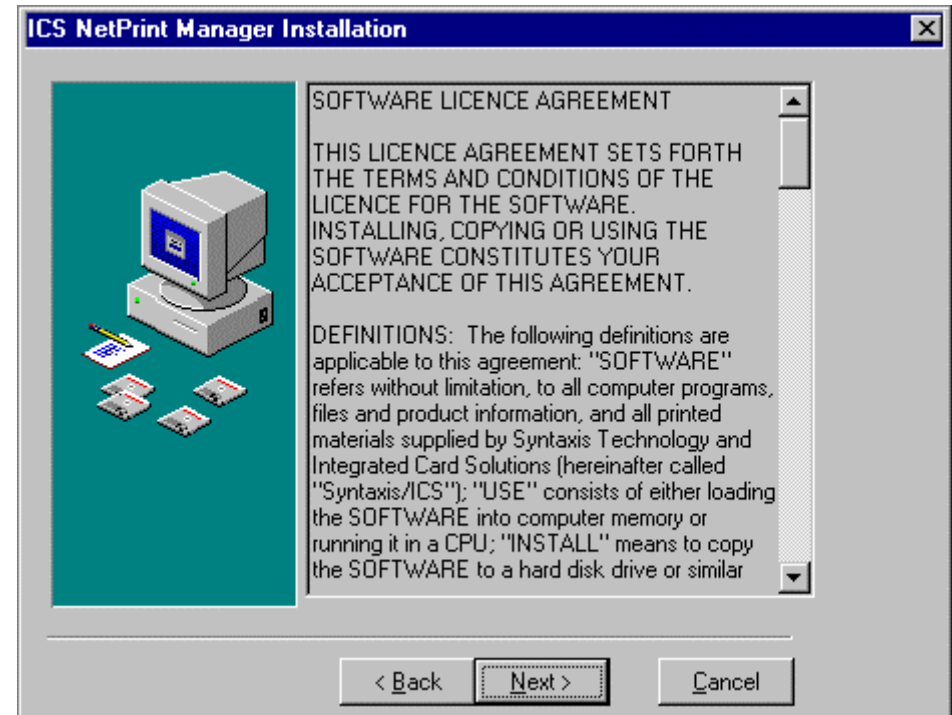 ICS NetPrint Manager Installation
SOFTWARE LICENCE AGREEMENT
THIS LICENCE AGREEMENT SETS FORTH
THE TERMS AND CONDITIONS OF THE
LICENCE FOR THE SOFTWARE.
INSTALLING, COPYING OR USING THE
SOFTWARE CONSTITUTES YOUR
ACCEPTANCE OF THIS AGREEMENT.
DEFINITIONS:  The following definitions are
applicable to this agreement: "SOFTWARE"
refers without limitation, to all computer programs,
files and product information, and all printed
materials supplied by Syntaxis Technology and
Integrated Card Solutions (hereinafter called
"Syntaxis/ICS"); "USE" consists of either loading
the SOFTWARE into computer memory or
running it in a CPU; "INSTALL" means to copy
the SOFTWARE to a hard disk drive or similar
< Back Next > Cancel